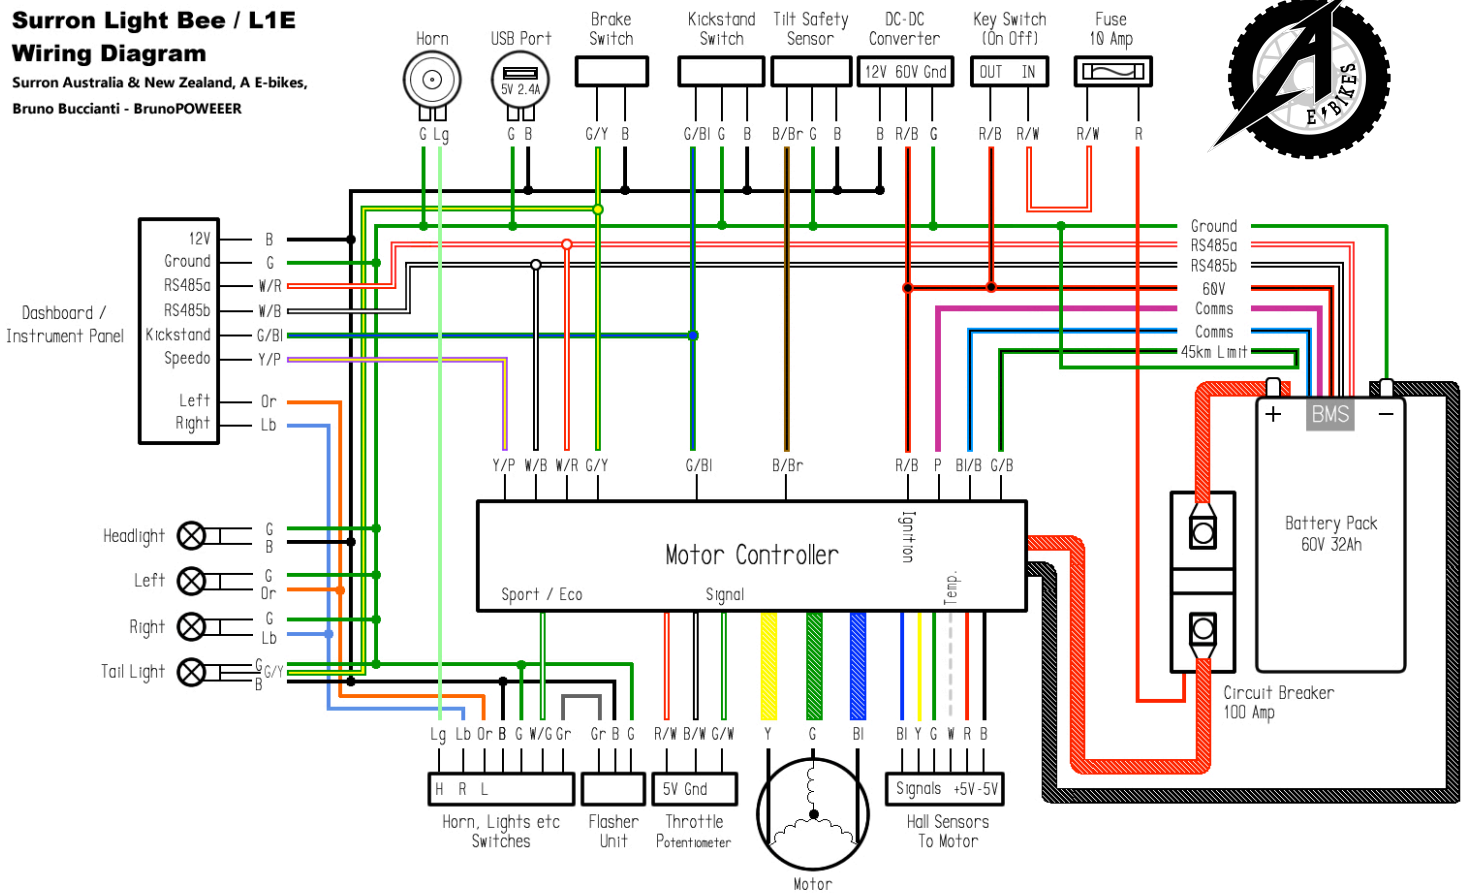 Surron Light Bee / L1E
Wiring Diagram
Surron Australia & New Zealand, A E-bikes,
Bruno Buccianti - BrunoPOWEEER
Horn
USB Port
Brake
Switch
Kickstand
Switch
Tilt Safety
Sensor
DC-DC
Converter
Key Switch
(On Off)
Fuse
10 Amp
5V 2.4A
12V 60V Gnd
OUT IN
A
E BIKES
G Lg
G B
G/Y B
G/Bl G B
B/Br G B
B R/B G
R/B R/W
R/W R
12V B
Ground G
RS485a W/R
RS485b W/B
Kickstand G/Bl
Speedo Y/P
Left Or
Right Lb
Dashboard /
Instrument Panel
Ground
RS485a
RS485b
60V
Comms
Comms
45km Limit
+ BMS -
Battery Pack
60V 32Ah
Y/P W/B W/R G/Y G/Bl B/Br R/B P Bl/B G/B
Motor Controller
Ignition
Sport / Eco
Signal
Temp.
Headlight G
B
Left G
Or
Right G
Lb
Tail Light G
G/Y
B
Circuit Breaker
100 Amp
Lg Lb Or B G W/G Gr
Gr B G
R/W B/W G/W
Y G Bl
Bl Y G W R B
H R L
5V Gnd
Signals +5V -5V
Horn, Lights etc
Switches
Flasher
Unit
Throttle
Potentiometer
Motor
Hall Sensors
To Motor